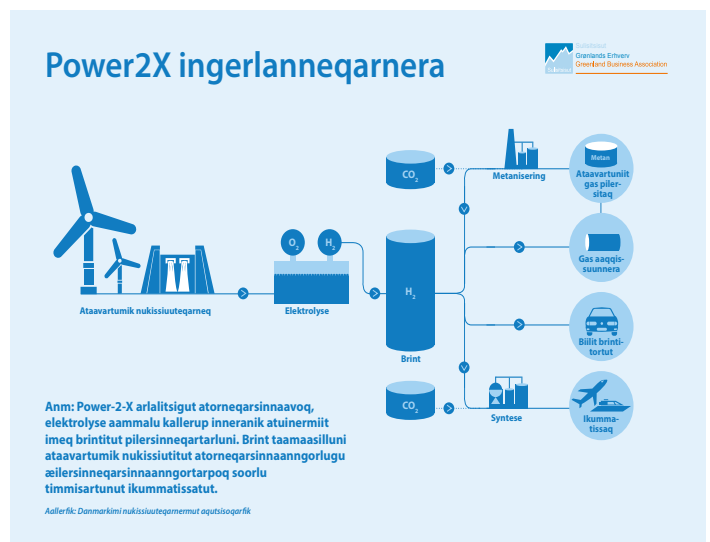 Power2X ingerlanneqarnera
Sulisitsisut
Grønlands Erhverv
Greenland Business Association
Sulisitsisut
CO2
Metanisering
Metan
Ataavartuniit
gas piler-
sitaq
O2
H2
H2
Gas aaqqis-
suunnera
Ataavartumik nukissiuuteqarneq
Elektrolyse
Brint
Biilit brinti-
tortut
CO2
Syntese
Ikumma-
tissaq
Anm: Power-2-X arlalitsigut atorneqarsinnaavoq,
elektrolyse aammalu kallerup inneranik atuinermiit
imeq brintitut pilersinneqartarluni. Brint taamaasilluni
ataavartumik nukissiutitut atorneqarsinnaanngorlugu
æilersinneqarsinnaanngortarpoq soorlu
timmisartunut ikummatissatut.
Aallerfik: Danmarkimi nukissiuuteqarnermut aqutsisoqarfik